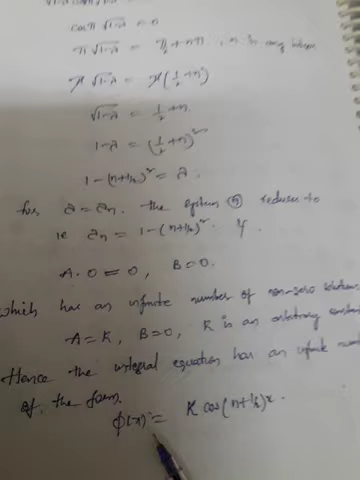 cos π √1-λ = 0
π √1-λ = π/2 + nπ, n is any
π √1-λ = π (1/2 + n)
√1-λ = 1/2 + n
1-λ = (1/2 + n)²
1 - (n+1/2)² = λ
for λ = λn. the system reduces to
ie λn = 1 - (n+1/2)²
A·0 = 0, B = 0.
which has an infinite number of non-zero solutions
A = K, B = 0, K is an arbitrary constant
Hence the integral equation has an infinite number
of the form.
φ(x) = K cos (n+1/2)x.